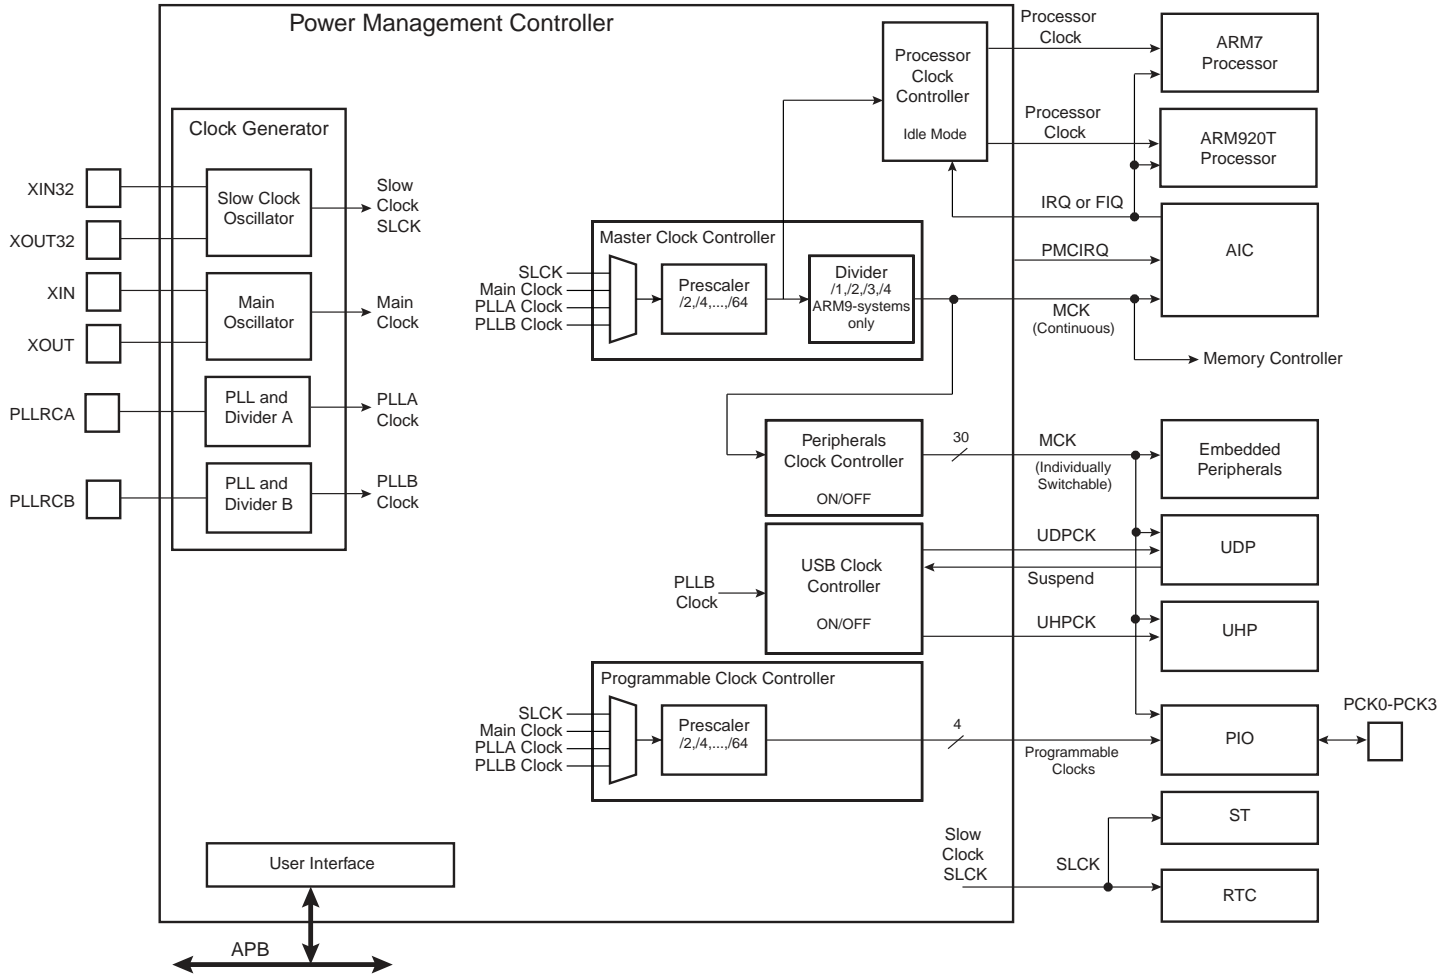 Power Management Controller
Clock Generator
XIN32
XOUT32
XIN
XOUT
PLLRCA
PLLRCB
Slow Clock
Oscillator
Main
Oscillator
PLL and
Divider A
PLL and
Divider B
Slow
Clock
SLCK
Main
Clock
PLLA
Clock
PLLB
Clock
Processor
Clock
Controller
Idle Mode
Processor
Clock
ARM7
Processor
Processor
Clock
ARM920T
Processor
IRQ or FIQ
AIC
PMCIRQ
Master Clock Controller
SLCK
Main Clock
PLLA Clock
PLLB Clock
Prescaler
/2,/4,...,/64
Divider
/1,/2,/3,/4
ARM9-systems
only
MCK
(Continuous)
Memory Controller
Peripherals
Clock Controller
ON/OFF
30
MCK
(Individually
Switchable)
Embedded
Peripherals
PLLB
Clock
USB Clock
Controller
ON/OFF
UDPCK
Suspend
UHPCK
UDP
UHP
Programmable Clock Controller
SLCK
Main Clock
PLLA Clock
PLLB Clock
Prescaler
/2,/4,...,/64
4
Programmable
Clocks
PIO
PCK0-PCK3
Slow
Clock
SLCK
SLCK
ST
RTC
User Interface
APB